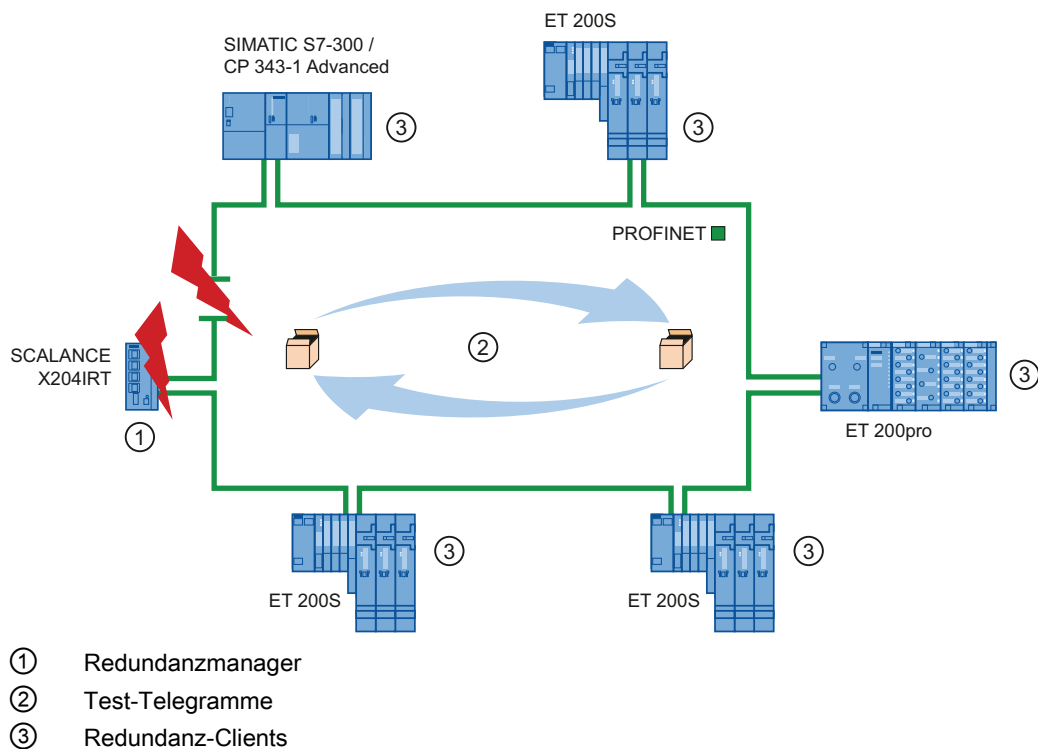 ET 200S
SIMATIC S7-300 /
CP 343-1 Advanced
③
③
PROFINET
②
SCALANCE
X204IRT
①
③
ET 200pro
③
ET 200S
③
ET 200S
① Redundanzmanager
② Test-Telegramme
③ Redundanz-Clients